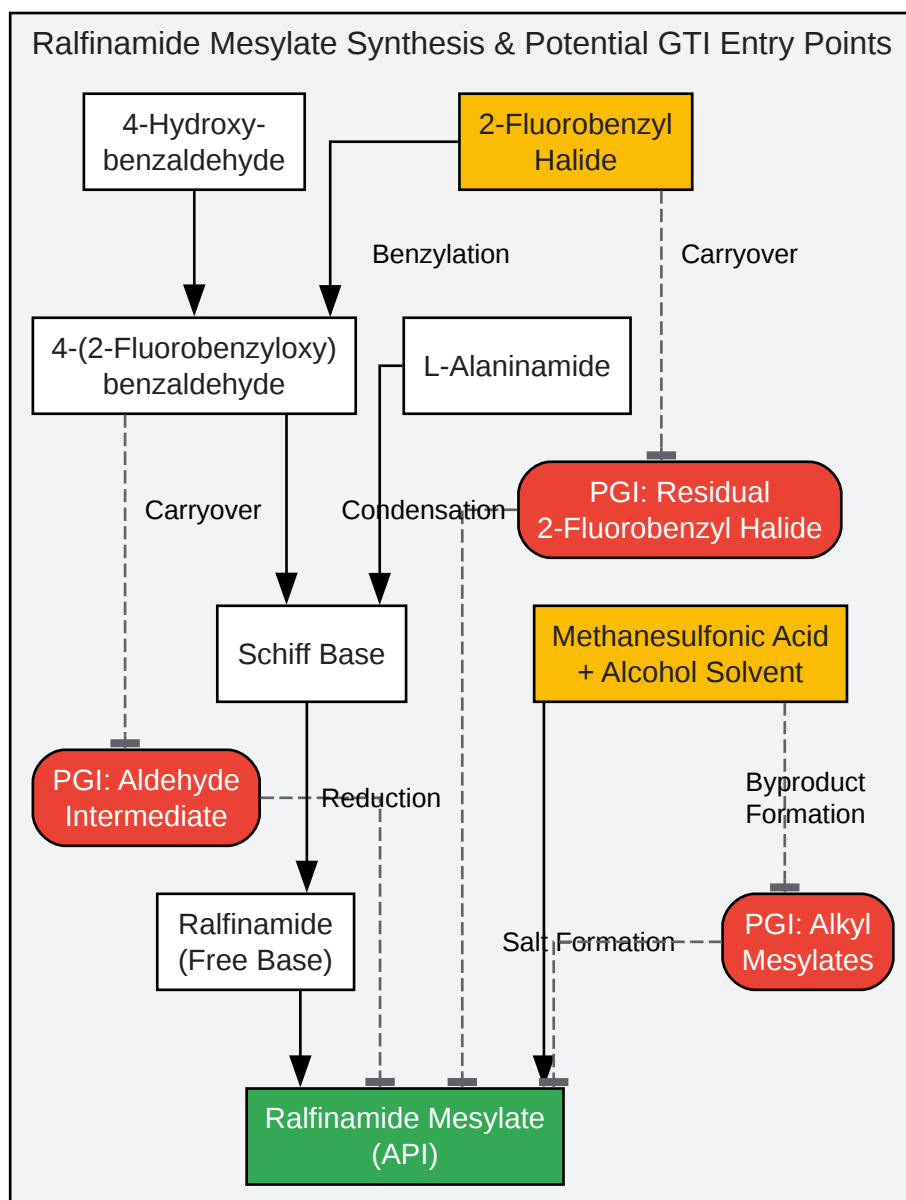 Ralfinamide Mesylate Synthesis & Potential GTI Entry Points
4-Hydroxy-
benzaldehyde
2-Fluorobenzyl
Halide
Benzylation
Carryover
4-(2-Fluorobenzyloxy)
benzaldehyde
L-Alaninamide
Carryover
Condensation
PGI: Residual
2-Fluorobenzyl Halide
Schiff Base
Methanesulfonic Acid
+ Alcohol Solvent
PGI: Aldehyde
Intermediate
Reduction
Byproduct
Formation
Ralfinamide
(Free Base)
Salt Formation
PGI: Alkyl
Mesylates
Ralfinamide Mesylate
(API)